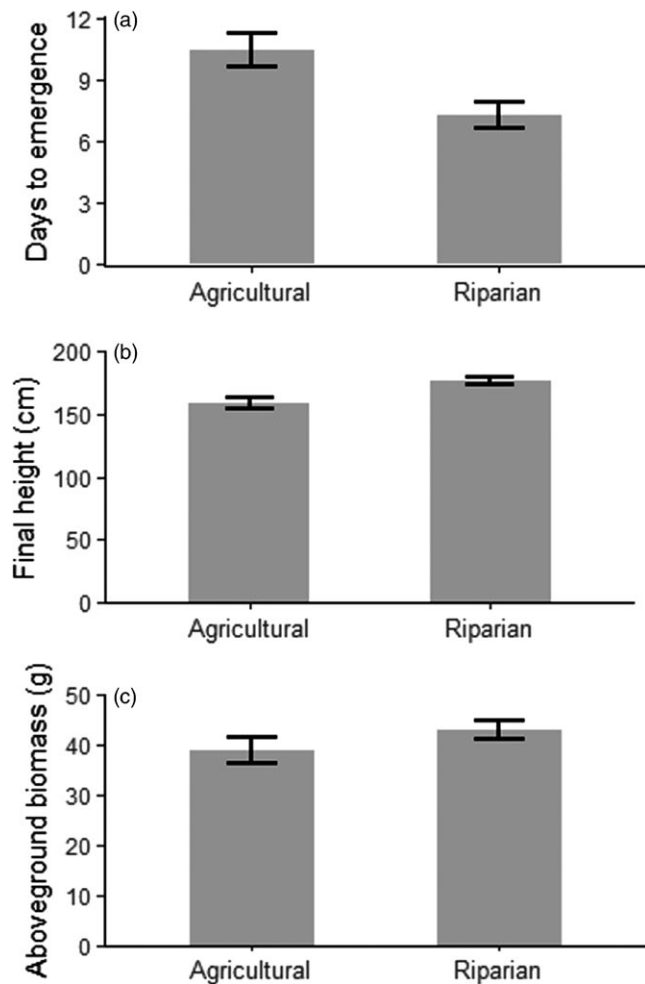 (a)
Days to emergence
12
9
6
3
0
Agricultural Riparian
(b)
Final height (cm)
200
150
100
50
0
Agricultural Riparian
(c)
Aboveground biomass (g)
50
40
30
20
10
0
Agricultural Riparian